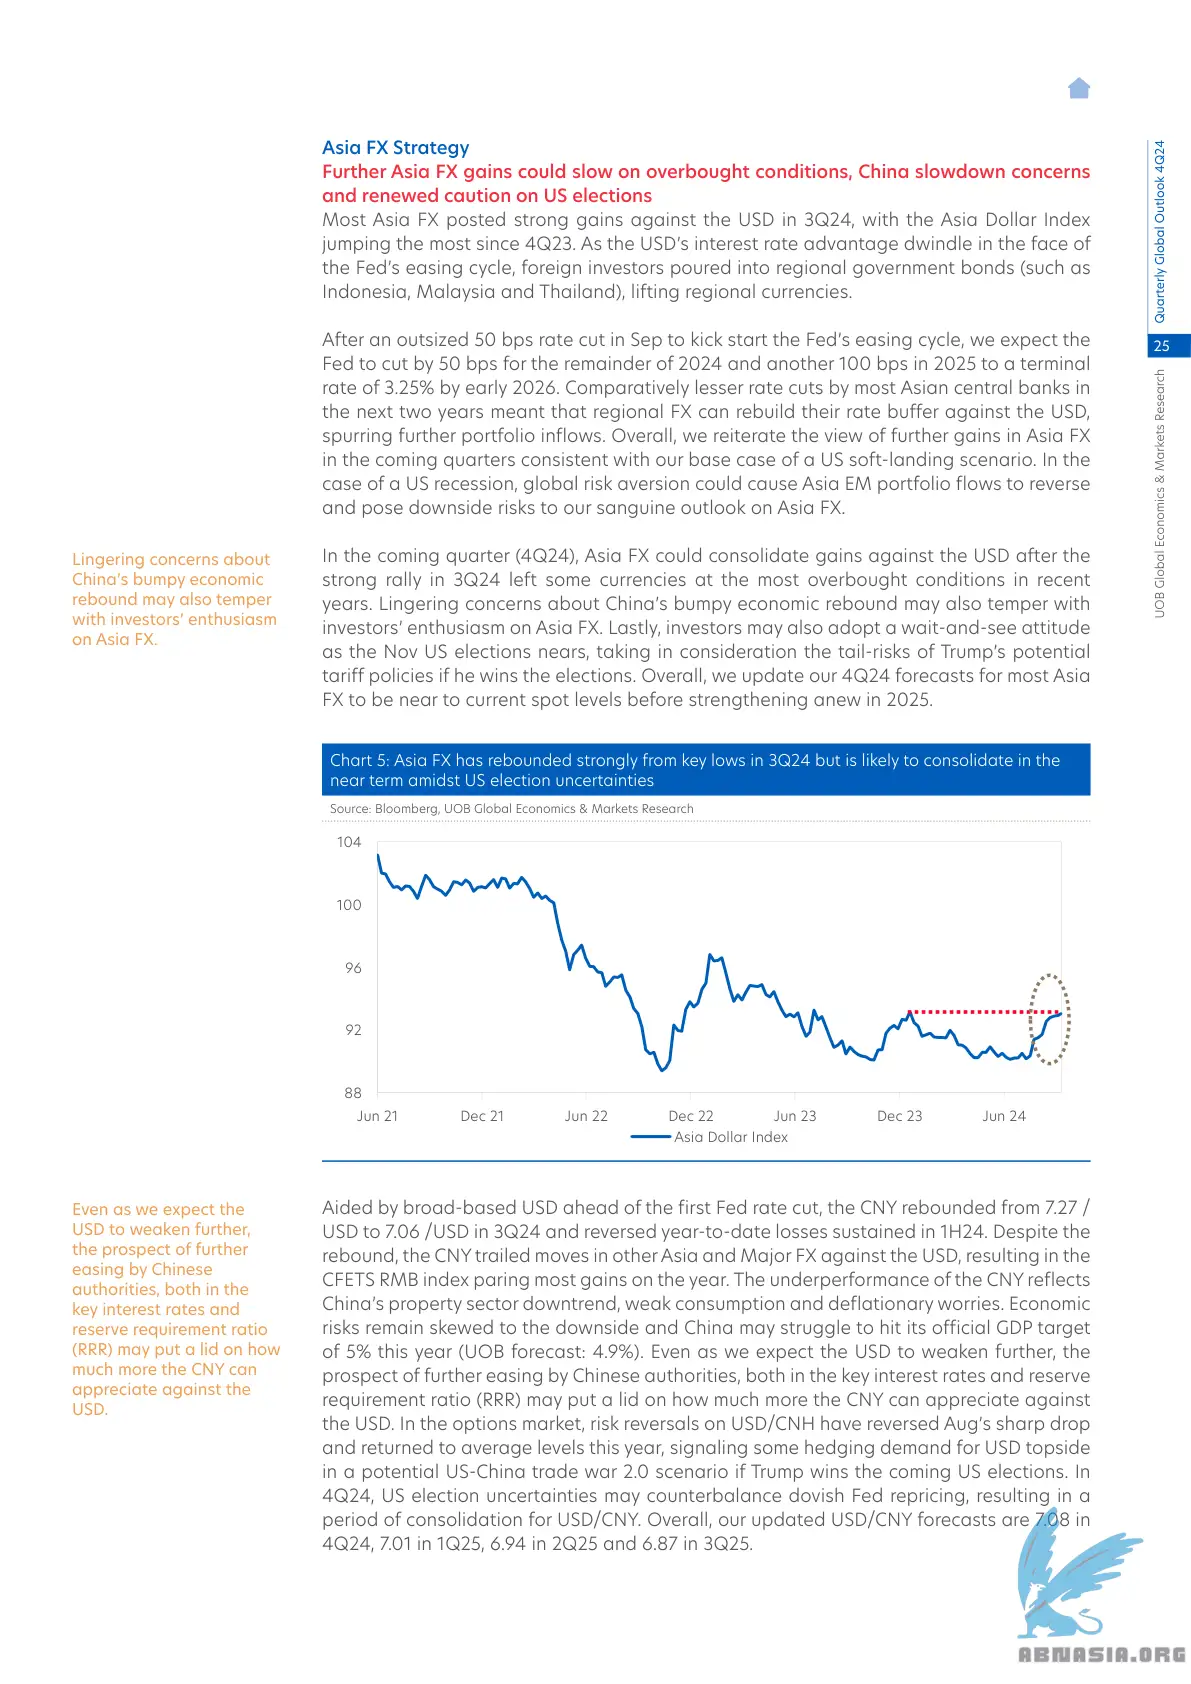 Asia FX Strategy
Further Asia FX gains could slow on overbought conditions, China slowdown concerns
and renewed caution on US elections
Most Asia FX posted strong gains against the USD in 3Q24, with the Asia Dollar Index
jumping the most since 4Q23. As the USD's interest rate advantage dwindle in the face of
the Fed's easing cycle, foreign investors poured into regional government bonds (such as
Indonesia, Malaysia and Thailand), lifting regional currencies.
After an outsized 50 bps rate cut in Sep to kick start the Fed's easing cycle, we expect the
Fed to cut by 50 bps for the remainder of 2024 and another 100 bps in 2025 to a terminal
rate of 3.25% by early 2026. Comparatively lesser rate cuts by most Asian central banks in
the next two years meant that regional FX can rebuild their rate buffer against the USD,
spurring further portfolio inflows. Overall, we reiterate the view of further gains in Asia FX
in the coming quarters consistent with our base case of a US soft-landing scenario. In the
case of a US recession, global risk aversion could cause Asia EM portfolio flows to reverse
and pose downside risks to our sanguine outlook on Asia FX.
Lingering concerns about
China's bumpy economic
rebound may also temper
with investors' enthusiasm
on Asia FX.
In the coming quarter (4Q24), Asia FX could consolidate gains against the USD after the
strong rally in 3Q24 left some currencies at the most overbought conditions in recent
years. Lingering concerns about China's bumpy economic rebound may also temper with
investors' enthusiasm on Asia FX. Lastly, investors may also adopt a wait-and-see attitude
as the Nov US elections nears, taking in consideration the tail-risks of Trump's potential
tariff policies if he wins the elections. Overall, we update our 4Q24 forecasts for most Asia
FX to be near to current spot levels before strengthening anew in 2025.
Chart 5: Asia FX has rebounded strongly from key lows in 3Q24 but is likely to consolidate in the
near term amidst US election uncertainties
Source: Bloomberg, UOB Global Economics & Markets Research
104
100
96
92
88
Jun 21 Dec 21 Jun 22 Dec 22 Jun 23 Dec 23 Jun 24
Asia Dollar Index
Even as we expect the
USD to weaken further,
the prospect of further
easing by Chinese
authorities, both in the
key interest rates and
reserve requirement ratio
(RRR) may put a lid on how
much more the CNY can
appreciate against the
USD.
Aided by broad-based USD ahead of the first Fed rate cut, the CNY rebounded from 7.27 /
USD to 7.06 /USD in 3Q24 and reversed year-to-date losses sustained in 1H24. Despite the
rebound, the CNY trailed moves in other Asia and Major FX against the USD, resulting in the
CFETS RMB index paring most gains on the year. The underperformance of the CNY reflects
China's property sector downtrend, weak consumption and deflationary worries. Economic
risks remain skewed to the downside and China may struggle to hit its official GDP target
of 5% this year (UOB forecast: 4.9%). Even as we expect the USD to weaken further, the
prospect of further easing by Chinese authorities, both in the key interest rates and reserve
requirement ratio (RRR) may put a lid on how much more the CNY can appreciate against
the USD. In the options market, risk reversals on USD/CNH have reversed Aug's sharp drop
and returned to average levels this year, signaling some hedging demand for USD topside
in a potential US-China trade war 2.0 scenario if Trump wins the coming US elections. In
4Q24, US election uncertainties may counterbalance dovish Fed repricing, resulting in a
period of consolidation for USD/CNY. Overall, our updated USD/CNY forecasts are 7.08 in
4Q24, 7.01 in 1Q25, 6.94 in 2Q25 and 6.87 in 3Q25.
Quarterly Global Outlook 4Q24
25
UOB Global Economics & Markets Research
ABNASIA.ORG